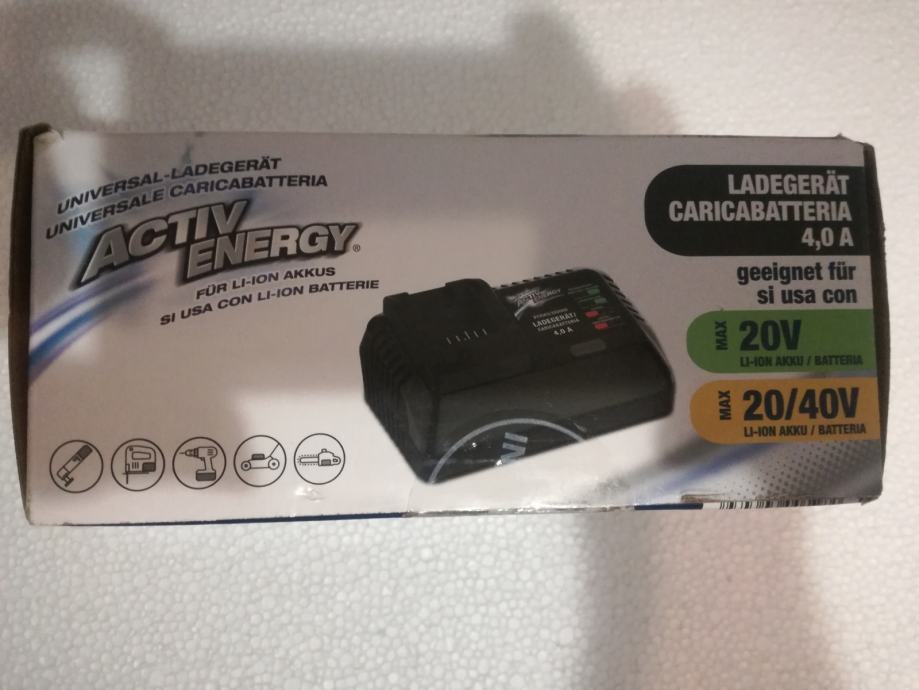 UNIVERSAL-LADEGERÄT
UNIVERSALE CARICABATTERIA
ACTIV
ENERGY®
FÜR LI-ION AKKUS
SI USA CON LI-ION BATTERIE
LADEGERÄT
CARICABATTERIA
4,0 A
geeignet für
si usa con
MAX 20V
LI-ION AKKU / BATTERIA
MAX 20/40V
LI-ION AKKU / BATTERIA
ACTIV ENERGY
LADEGERÄT/
CARICABATTERIA
4,0 A